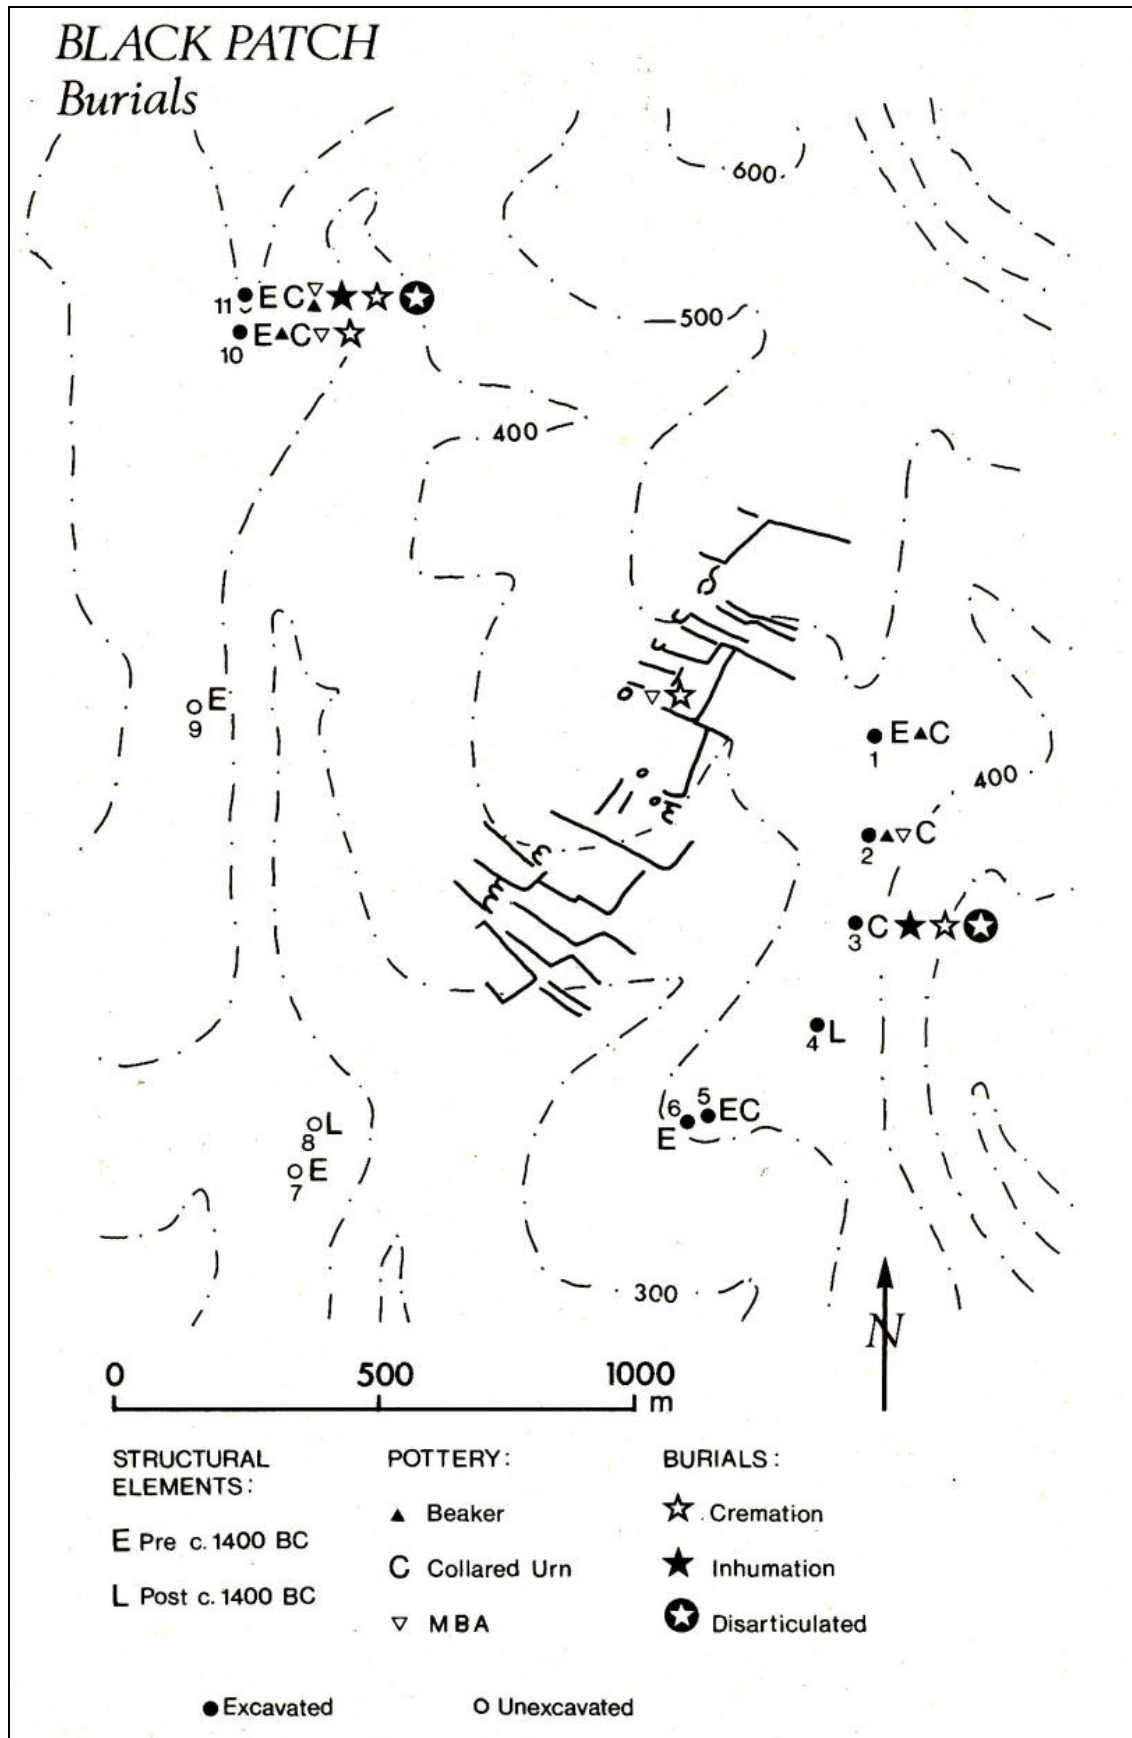 BLACK PATCH
Burials
600
11 E C
500
10 E C
400
9 E
1 E C
400
2 C
3 C
4 L
6 5 E C
E
8 L
7 E
300
N
0 500 1000
m
STRUCTURAL
ELEMENTS:
E Pre c. 1400 BC
L Post c. 1400 BC
POTTERY:
Beaker
C Collared Urn
MBA
BURIALS:
Cremation
Inhumation
Disarticulated
Excavated
Unexcavated